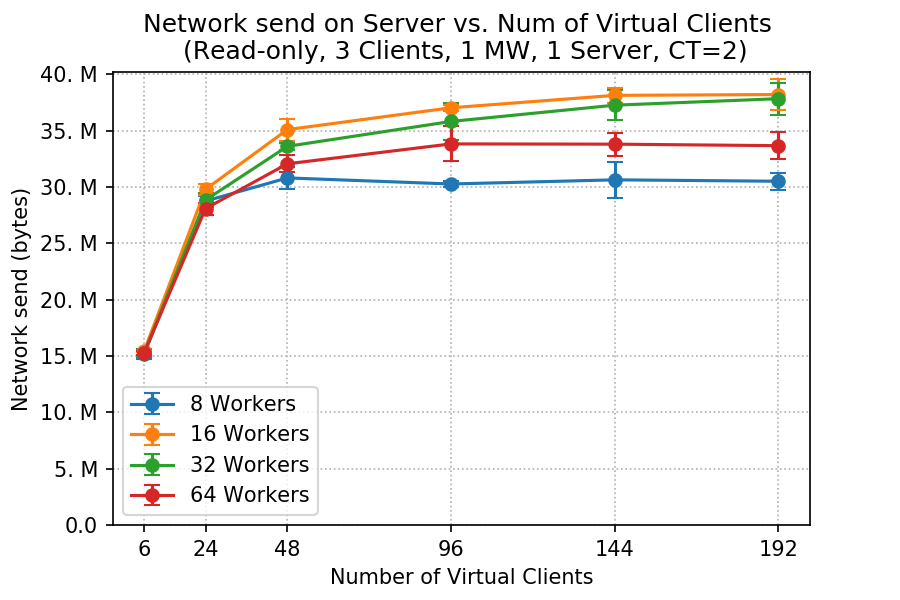 Network send on Server vs. Num of Virtual Clients
(Read-only, 3 Clients, 1 MW, 1 Server, CT=2)
Network send (bytes)
40. M
35. M
30. M
25. M
20. M
15. M
10. M
5. M
0.0
8 Workers
16 Workers
32 Workers
64 Workers
6 24 48 96 144 192
Number of Virtual Clients